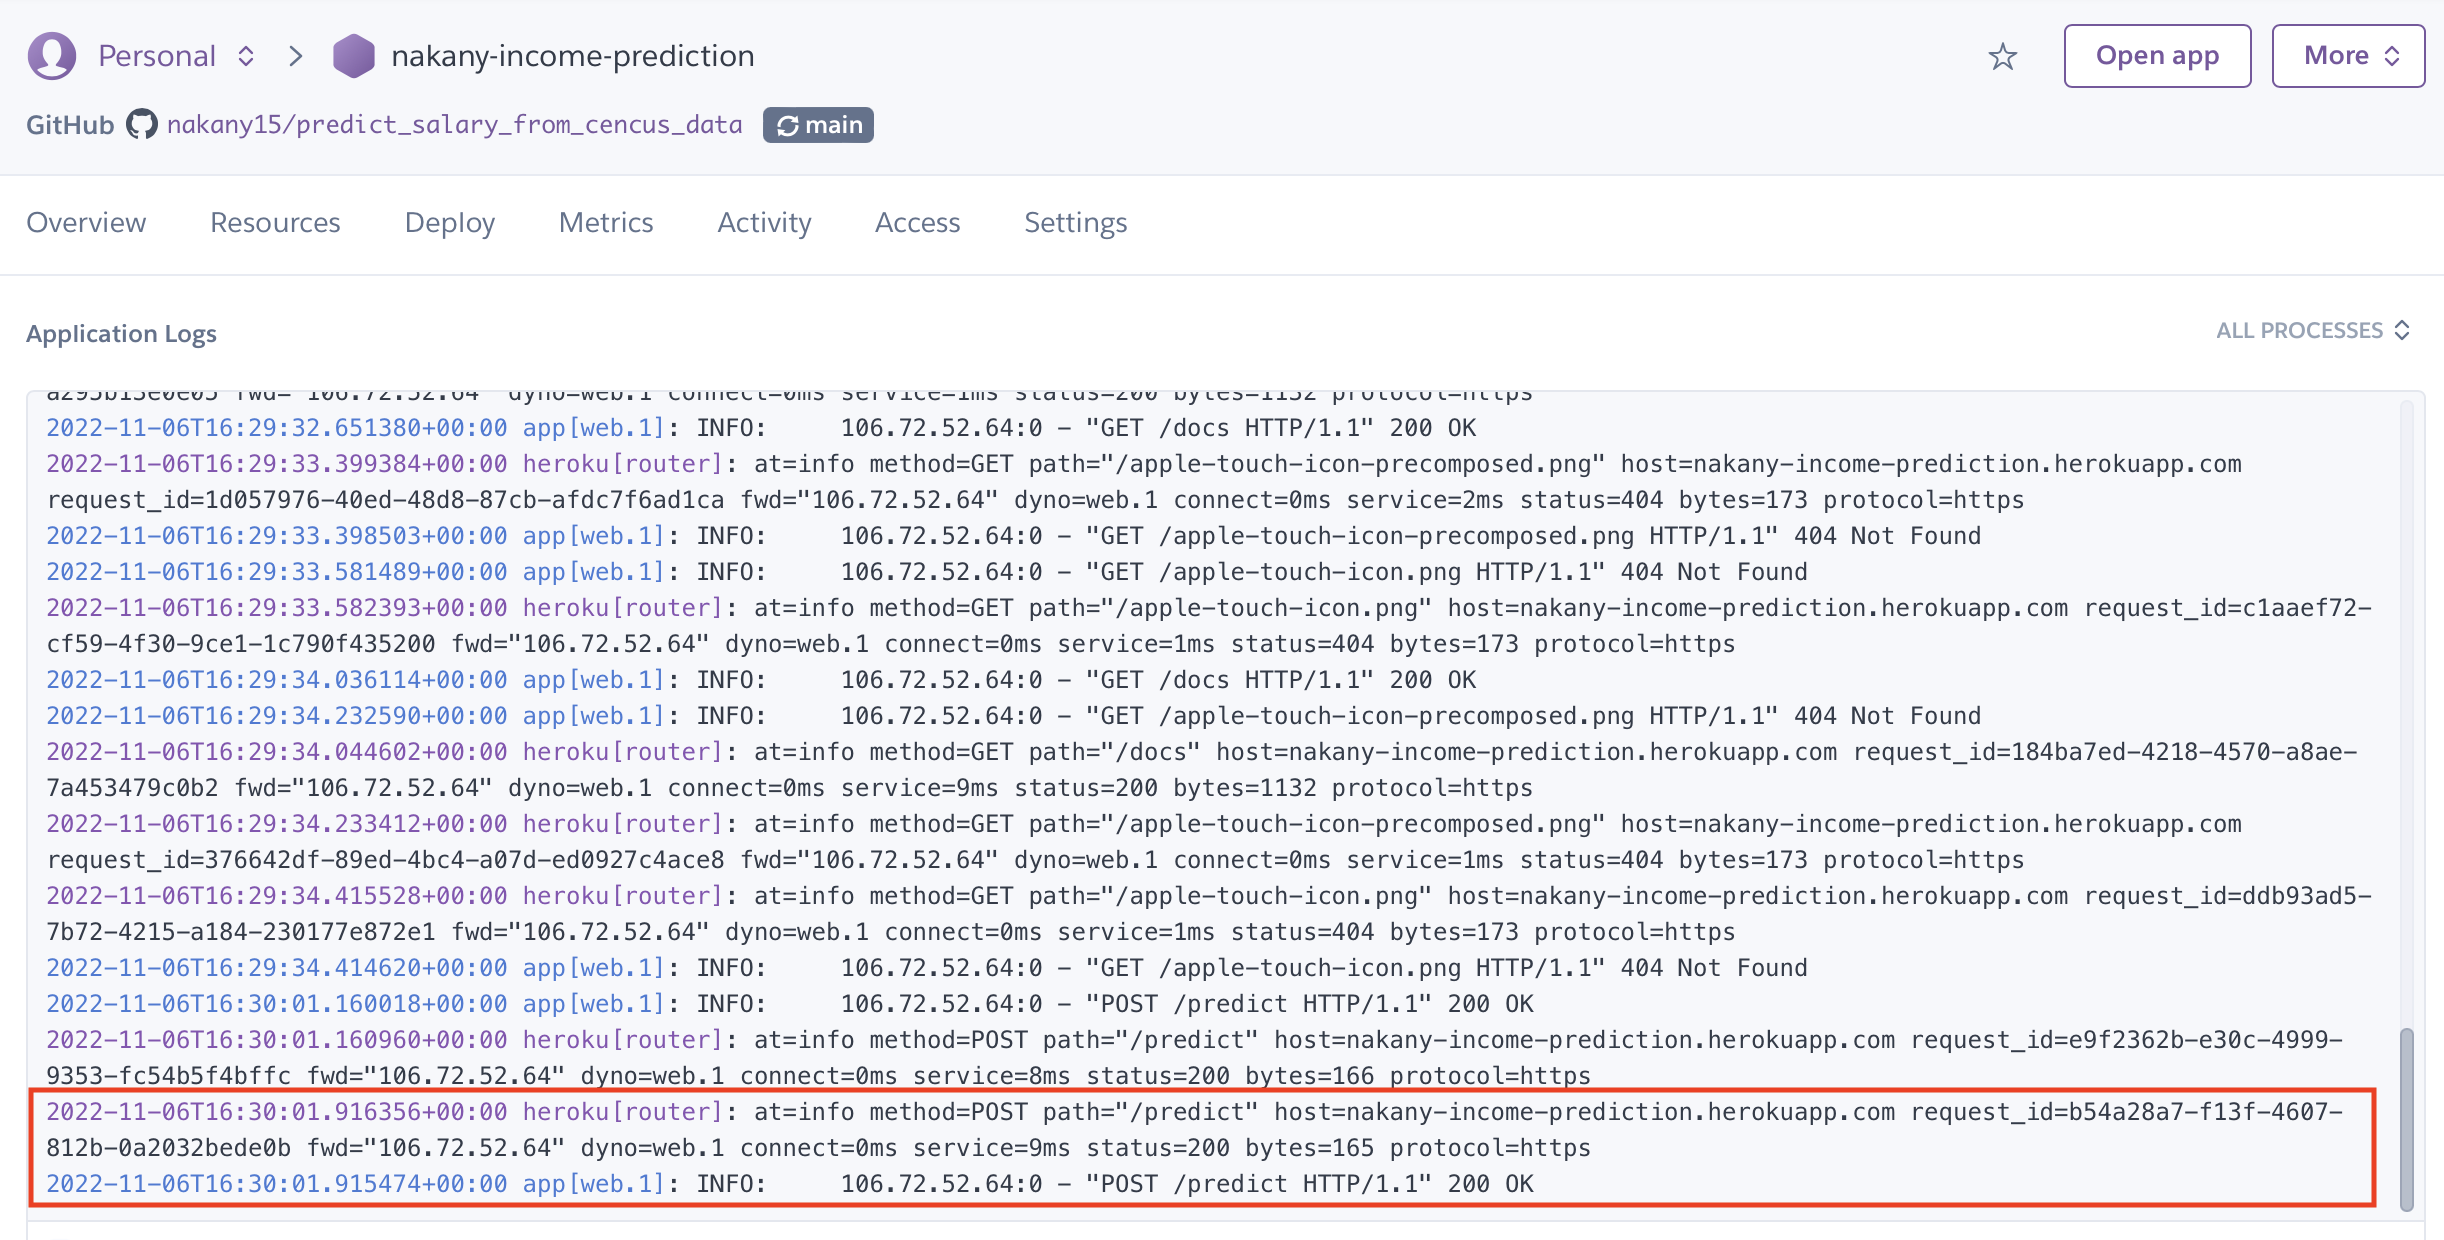 Personal > nakany-income-prediction Open app More
GitHub nakany15/predict_salary_from_cencus_data main
Overview Resources Deploy Metrics Activity Access Settings
Application Logs ALL PROCESSES
a295b13e0e05 fwd="106.72.52.64" dyno=web.1 connect=0ms service=1ms status=200 bytes=1132 protocol=https
2022-11-06T16:29:32.651380+00:00 app[web.1]: INFO:     106.72.52.64:0 - "GET /docs HTTP/1.1" 200 OK
2022-11-06T16:29:33.399384+00:00 heroku[router]: at=info method=GET path="/apple-touch-icon-precomposed.png" host=nakany-income-prediction.herokuapp.com
request_id=1d057976-40ed-48d8-87cb-afdc7f6ad1ca fwd="106.72.52.64" dyno=web.1 connect=0ms service=2ms status=404 bytes=173 protocol=https
2022-11-06T16:29:33.398503+00:00 app[web.1]: INFO:     106.72.52.64:0 - "GET /apple-touch-icon-precomposed.png HTTP/1.1" 404 Not Found
2022-11-06T16:29:33.581489+00:00 app[web.1]: INFO:     106.72.52.64:0 - "GET /apple-touch-icon.png HTTP/1.1" 404 Not Found
2022-11-06T16:29:33.582393+00:00 heroku[router]: at=info method=GET path="/apple-touch-icon.png" host=nakany-income-prediction.herokuapp.com request_id=c1aaef72-
cf59-4f30-9ce1-1c790f435200 fwd="106.72.52.64" dyno=web.1 connect=0ms service=1ms status=404 bytes=173 protocol=https
2022-11-06T16:29:34.036114+00:00 app[web.1]: INFO:     106.72.52.64:0 - "GET /docs HTTP/1.1" 200 OK
2022-11-06T16:29:34.232590+00:00 app[web.1]: INFO:     106.72.52.64:0 - "GET /apple-touch-icon-precomposed.png HTTP/1.1" 404 Not Found
2022-11-06T16:29:34.044602+00:00 heroku[router]: at=info method=GET path="/docs" host=nakany-income-prediction.herokuapp.com request_id=184ba7ed-4218-4570-a8ae-
7a453479c0b2 fwd="106.72.52.64" dyno=web.1 connect=0ms service=9ms status=200 bytes=1132 protocol=https
2022-11-06T16:29:34.233412+00:00 heroku[router]: at=info method=GET path="/apple-touch-icon-precomposed.png" host=nakany-income-prediction.herokuapp.com
request_id=376642df-89ed-4bc4-a07d-ed0927c4ace8 fwd="106.72.52.64" dyno=web.1 connect=0ms service=1ms status=404 bytes=173 protocol=https
2022-11-06T16:29:34.415528+00:00 heroku[router]: at=info method=GET path="/apple-touch-icon.png" host=nakany-income-prediction.herokuapp.com request_id=ddb93ad5-
7b72-4215-a184-230177e872e1 fwd="106.72.52.64" dyno=web.1 connect=0ms service=1ms status=404 bytes=173 protocol=https
2022-11-06T16:29:34.414620+00:00 app[web.1]: INFO:     106.72.52.64:0 - "GET /apple-touch-icon.png HTTP/1.1" 404 Not Found
2022-11-06T16:30:01.160018+00:00 app[web.1]: INFO:     106.72.52.64:0 - "POST /predict HTTP/1.1" 200 OK
2022-11-06T16:30:01.160960+00:00 heroku[router]: at=info method=POST path="/predict" host=nakany-income-prediction.herokuapp.com request_id=e9f2362b-e30c-4999-
9353-fc54b5f4bffc fwd="106.72.52.64" dyno=web.1 connect=0ms service=8ms status=200 bytes=166 protocol=https
2022-11-06T16:30:01.916356+00:00 heroku[router]: at=info method=POST path="/predict" host=nakany-income-prediction.herokuapp.com request_id=b54a28a7-f13f-4607-
812b-0a2032bede0b fwd="106.72.52.64" dyno=web.1 connect=0ms service=9ms status=200 bytes=165 protocol=https
2022-11-06T16:30:01.915474+00:00 app[web.1]: INFO:     106.72.52.64:0 - "POST /predict HTTP/1.1" 200 OK